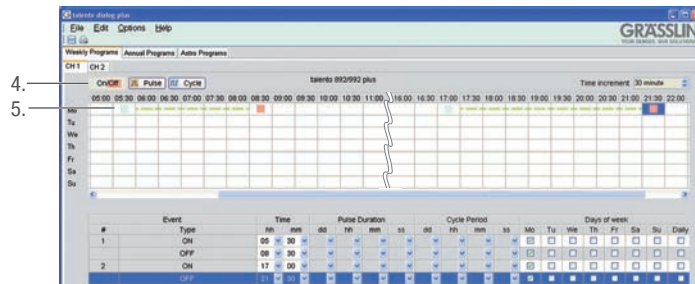 talento dialog plus
File Edit Options Help
GRÄSSLIN
Weekly Programs Annual Programs Astro Programs
CH 1 CH 2
4. On/Off Pulse Cycle talento 892/992 plus Time increment 30 minute
5. 05:00 05:30 06:00 06:30 07:00 07:30 08:00 08:30 09:00 09:30 10:00 10:30 11:00 16:00 16:30 17:00 17:30 18:00 18:30 19:00 19:30 20:00 20:30 21:00 21:30 22:00
Mo
Tu
We
Th
Fr
Sa
Su
Event Time Pulse Duration Cycle Period Days of week
# Type hh mm dd hh mm ss dd hh mm ss Mo Tu We Th Fr Sa Su Daily
1 ON 05 30
OFF 08 30
2 ON 17 00
OFF 21 30